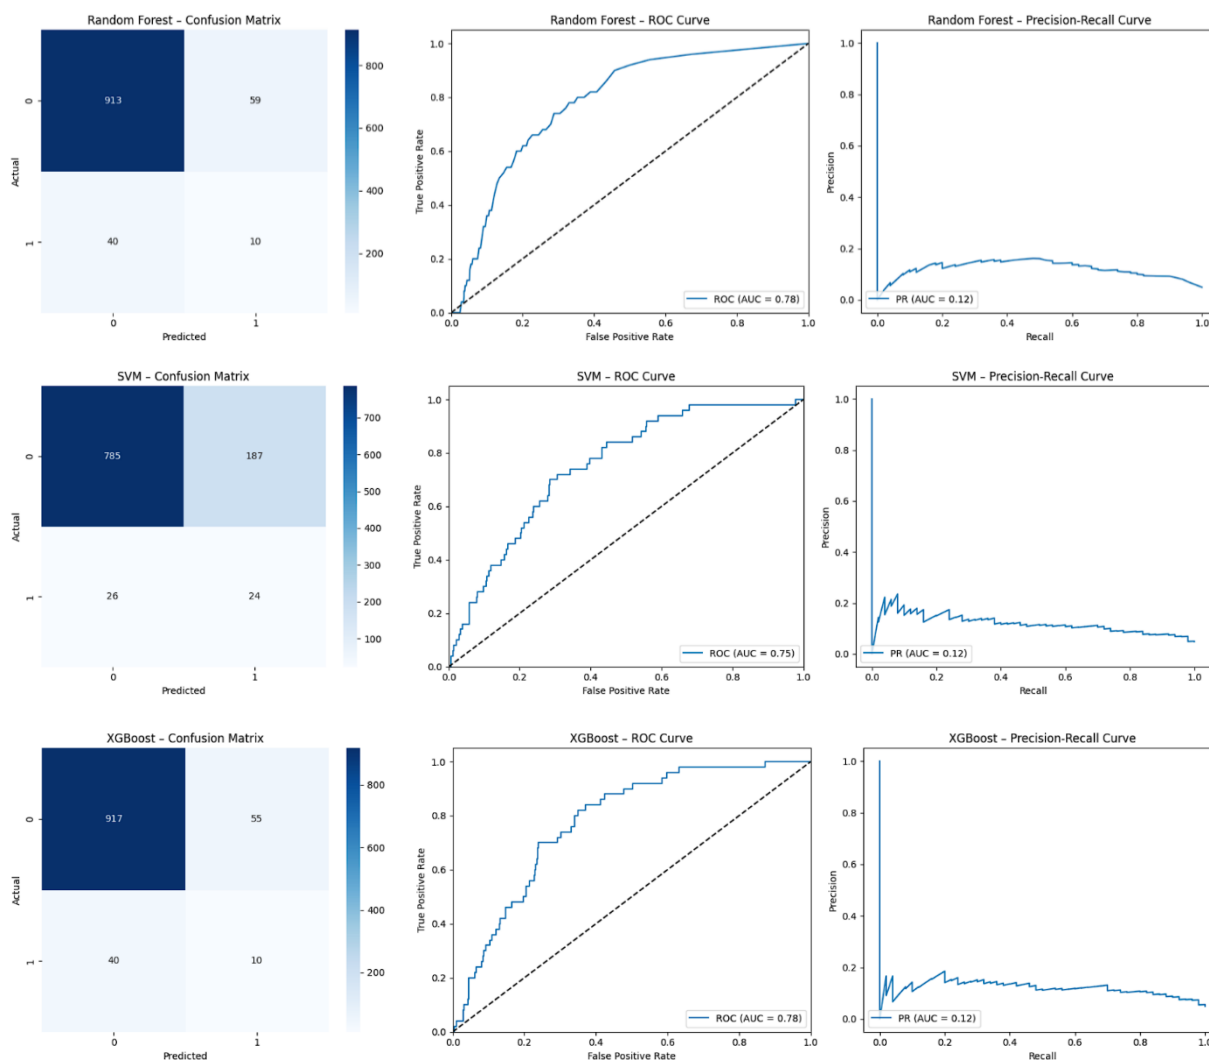 Random Forest – Confusion Matrix
0
1
Actual
913
59
40
10
0
1
Predicted
800
600
400
200
Random Forest – ROC Curve
1.0
0.8
0.6
0.4
0.2
0.0
True Positive Rate
ROC (AUC = 0.78)
0.0 0.2 0.4 0.6 0.8 1.0
False Positive Rate
Random Forest – Precision-Recall Curve
1.0
0.8
0.6
0.4
0.2
0.0
Precision
PR (AUC = 0.12)
0.0 0.2 0.4 0.6 0.8 1.0
Recall
SVM – Confusion Matrix
0
1
Actual
785
187
26
24
0
1
Predicted
700
600
500
400
300
200
100
SVM – ROC Curve
1.0
0.8
0.6
0.4
0.2
0.0
True Positive Rate
ROC (AUC = 0.75)
0.0 0.2 0.4 0.6 0.8 1.0
False Positive Rate
SVM – Precision-Recall Curve
1.0
0.8
0.6
0.4
0.2
0.0
Precision
PR (AUC = 0.12)
0.0 0.2 0.4 0.6 0.8 1.0
Recall
XGBoost – Confusion Matrix
0
1
Actual
917
55
40
10
0
1
Predicted
800
600
400
200
XGBoost – ROC Curve
1.0
0.8
0.6
0.4
0.2
0.0
True Positive Rate
ROC (AUC = 0.78)
0.0 0.2 0.4 0.6 0.8 1.0
False Positive Rate
XGBoost – Precision-Recall Curve
1.0
0.8
0.6
0.4
0.2
0.0
Precision
PR (AUC = 0.12)
0.0 0.2 0.4 0.6 0.8 1.0
Recall